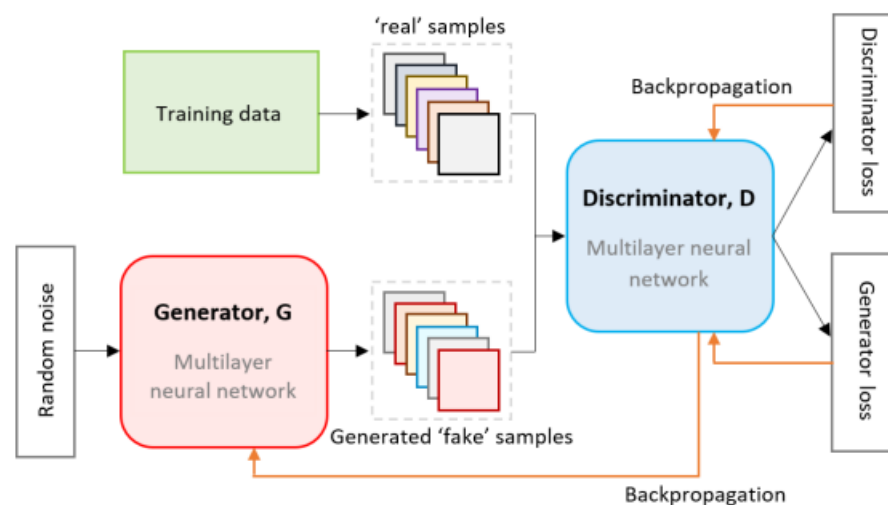 'real' samples
Training data
Backpropagation
Discriminator loss
Discriminator, D
Multilayer neural
network
Random noise
Generator, G
Multilayer
neural network
Generated 'fake' samples
Generator loss
Backpropagation